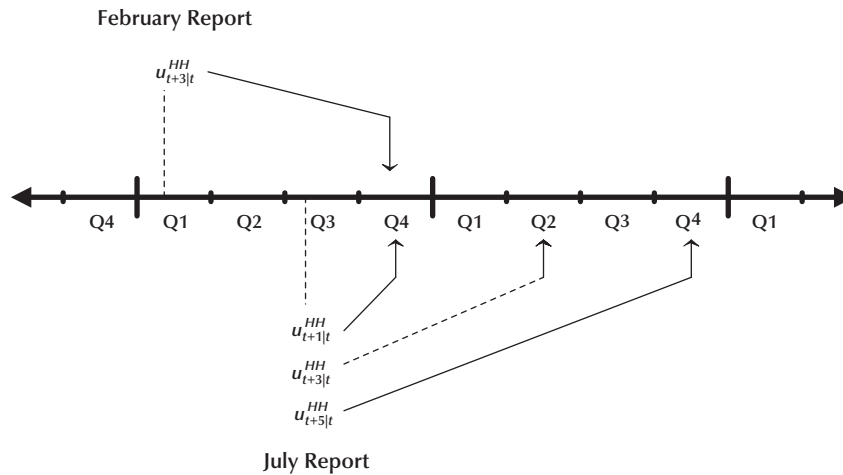 February Report
u^{HH}_{t+3|t}
Q4 Q1 Q2 Q3 Q4 Q1 Q2 Q3 Q4 Q1
u^{HH}_{t+1|t}
u^{HH}_{t+3|t}
u^{HH}_{t+5|t}
July Report